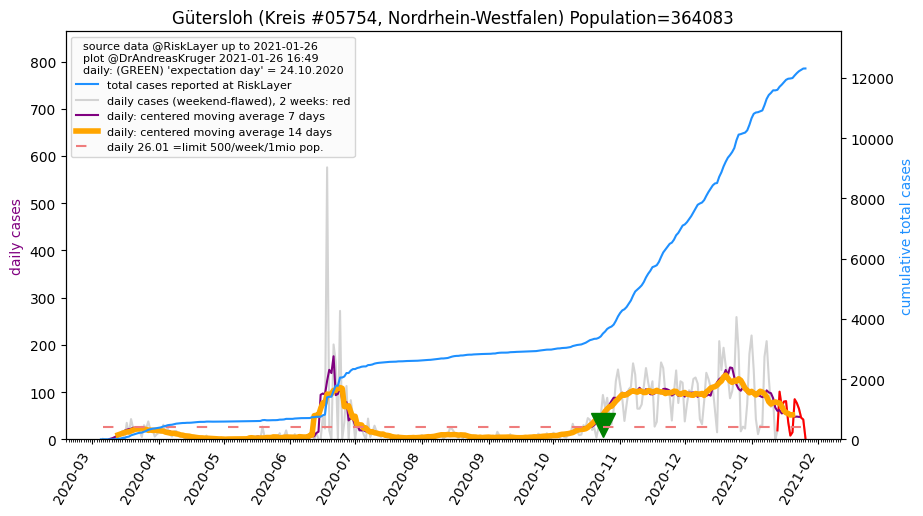 Gütersloh (Kreis #05754, Nordrhein-Westfalen) Population=364083
source data @RiskLayer up to 2021-01-26
plot @DrAndreasKruger 2021-01-26 16:49
daily: (GREEN) 'expectation day' = 24.10.2020
total cases reported at RiskLayer
daily cases (weekend-flawed), 2 weeks: red
daily: centered moving average 7 days
daily: centered moving average 14 days
daily 26.01 =limit 500/week/1mio pop.
daily cases
800
700
600
500
400
300
200
100
0
cumulative total cases
12000
10000
8000
6000
4000
2000
0
2020-03
2020-04
2020-05
2020-06
2020-07
2020-08
2020-09
2020-10
2020-11
2020-12
2021-01
2021-02